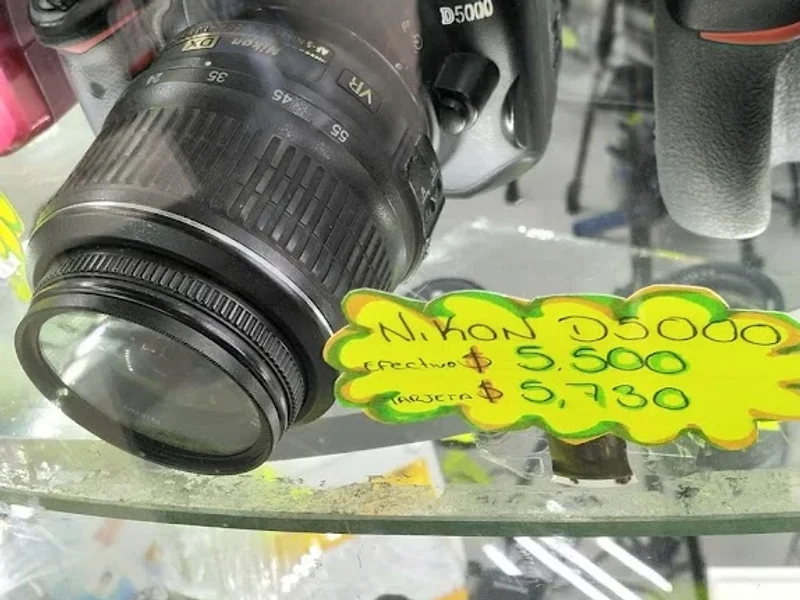 D5000
Nikon
DX
VR
24 35 45 55
NiKON D5000
EFECTIVO $ 5.500
TARJETA $ 5,730